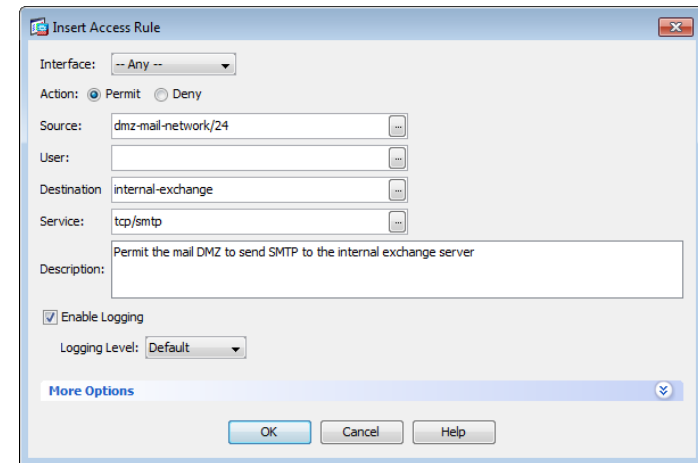 Insert Access Rule
Interface: -- Any --
Action: Permit Deny
Source: dmz-mail-network/24 ...
User: ...
Destination internal-exchange ...
Service: tcp/smtp ...
Permit the mail DMZ to send SMTP to the internal exchange server
Description:
Enable Logging
Logging Level: Default
More Options
OK Cancel Help